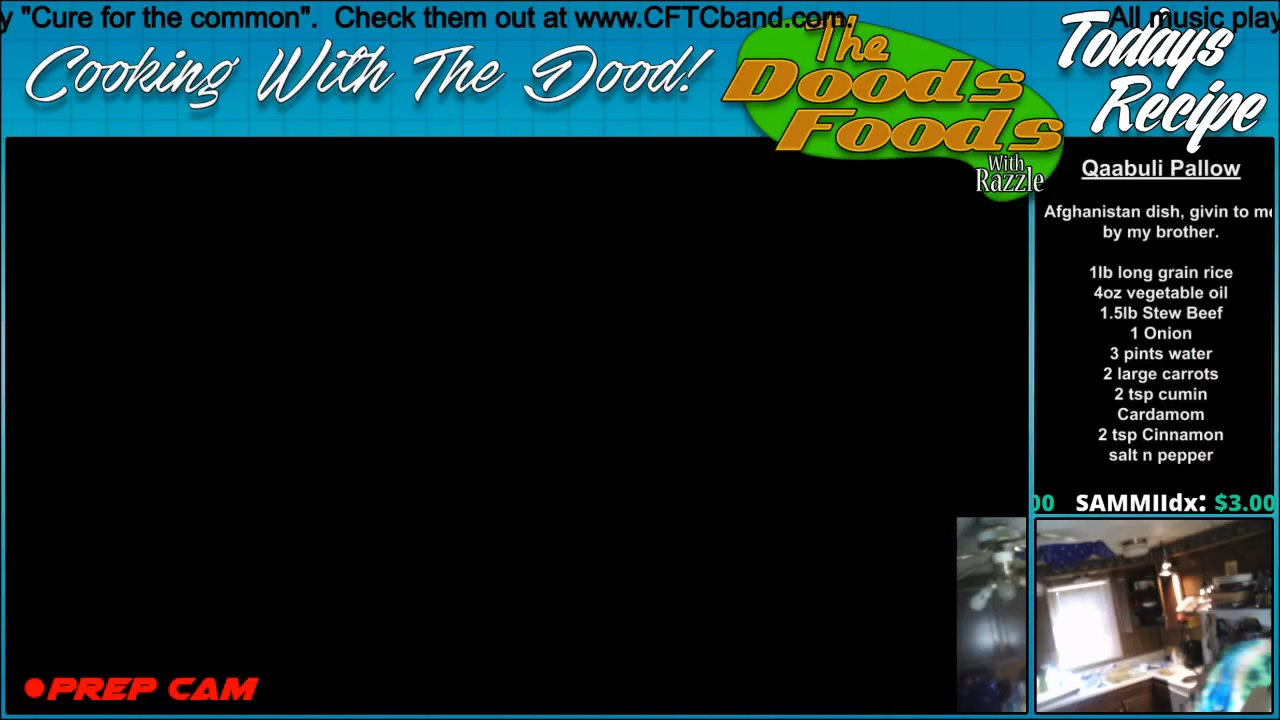 y "Cure for the common".  Check them out at www.CFTCband.com.
All music play
Cooking With The Dood!
The
Doods
Foods
With
Razzle
Todays
Recipe
Qaabuli Pallow
Afghanistan dish, givin to me
by my brother.
1lb long grain rice
4oz vegetable oil
1.5lb Stew Beef
1 Onion
3 pints water
2 large carrots
2 tsp cumin
Cardamom
2 tsp Cinnamon
salt n pepper
00 SAMMIIdx: $3.00
PREP CAM